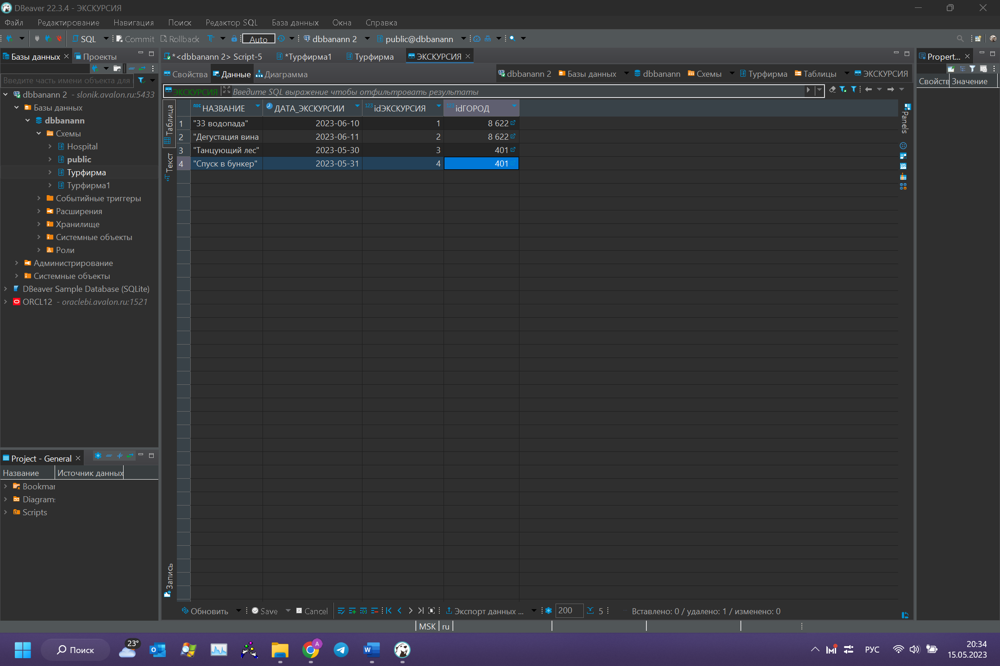 DBeaver 22.3.4 - ЭКСКУРСИЯ
Файл Редактирование Навигация Поиск Редактор SQL База данных Окна Справка
SQL Commit Rollback Auto dbbanann 2 public@dbbanann
Базы данных Проекты
Введите часть имени объекта для
dbbanann 2 - slonik.avalon.ru:5433
Базы данных
dbbanann
Схемы
Hospital
public
Турфирма
Турфирма1
Событийные триггеры
Расширения
Хранилище
Системные объекты
Роли
Администрирование
Системные объекты
DBeaver Sample Database (SQLite)
ORCL12 - oraclebi.avalon.ru:1521
Project - General
Название Источник данных
Bookmar
Diagram
Scripts
*<dbbanann 2> Script-5 *Турфирма1 Турфирма ЭКСКУРСИЯ
Свойства Данные Диаграмма
dbbanann 2 Базы данных dbbanann Схемы Турфирма Таблицы ЭКСКУРСИЯ
ЭКСКУРСИЯ Введите SQL выражение чтобы отфильтровать результаты
Таблица
Текст
Запись
ABC НАЗВАНИЕ ДАТА_ЭКСКУРСИИ 123 idЭКСКУРСИЯ 123 idГОРОД
1 "33 водопада" 2023-06-10 1 8 622
2 "Дегустация вина 2023-06-11 2 8 622
3 "Танцующий лес" 2023-05-30 3 401
4 "Спуск в бункер" 2023-05-31 4 401
Panels
Обновить Save Cancel Экспорт данных ... 200 5 Вставлено: 0 / удалено: 1 / изменено: 0
Propert...
Свойств Значение
MSK ru
23° Поиск A РУС
20:34
15.05.2023